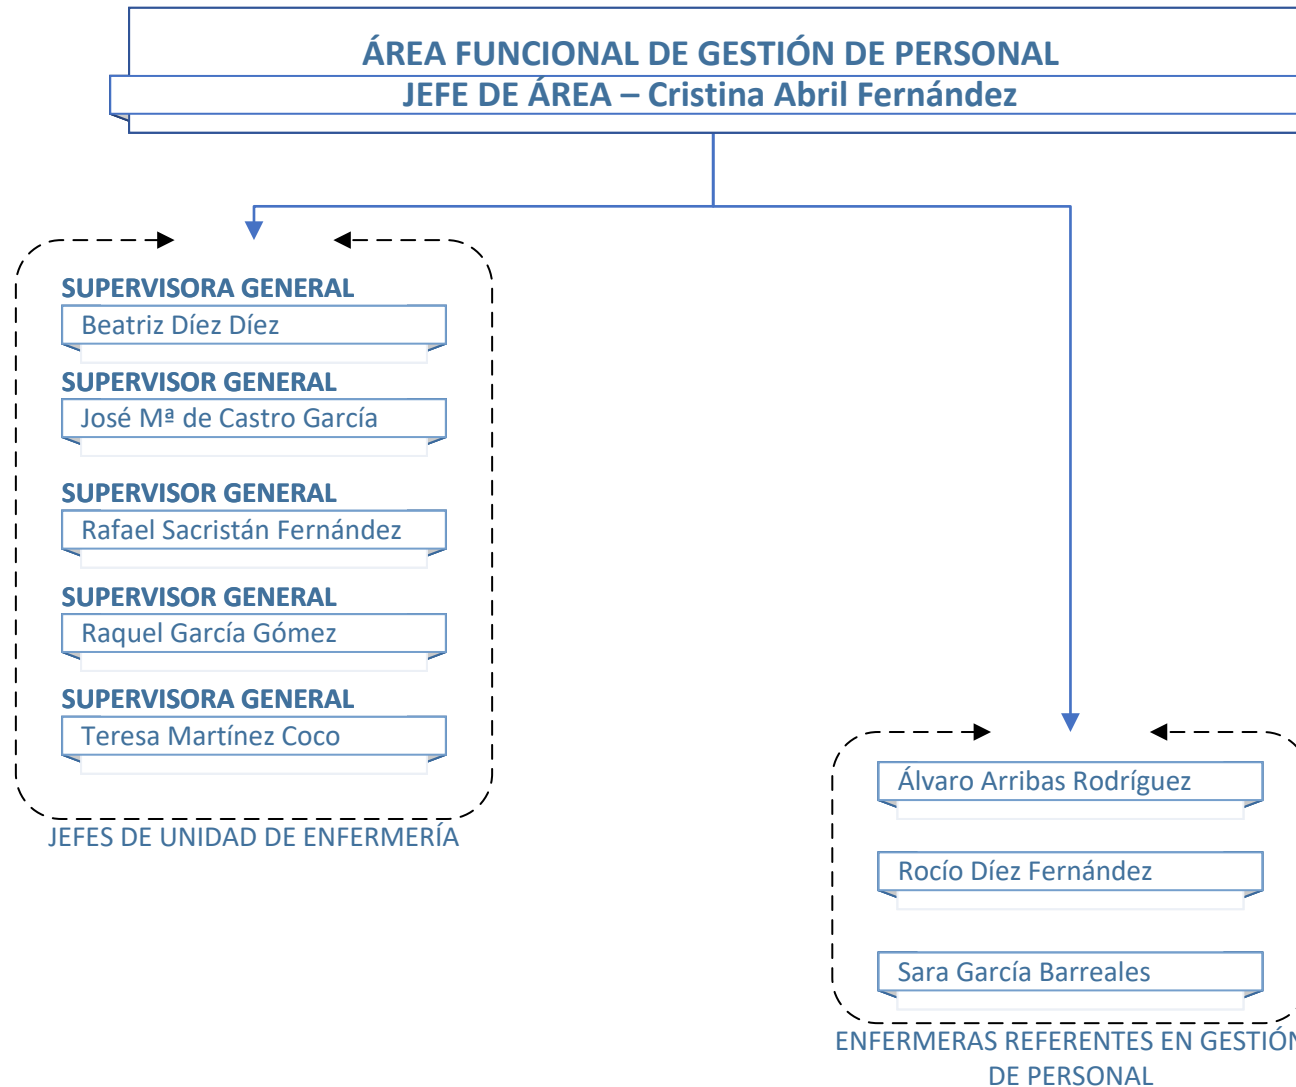 ÁREA FUNCIONAL DE GESTIÓN DE PERSONAL
JEFE DE ÁREA – Cristina Abril Fernández
SUPERVISORA GENERAL
Beatriz Díez Díez
SUPERVISOR GENERAL
José Mª de Castro García
SUPERVISOR GENERAL
Rafael Sacristán Fernández
SUPERVISOR GENERAL
Raquel García Gómez
SUPERVISORA GENERAL
Teresa Martínez Coco
JEFES DE UNIDAD DE ENFERMERÍA
Álvaro Arribas Rodríguez
Rocío Díez Fernández
Sara García Barreales
ENFERMERAS REFERENTES EN GESTIÓN
DE PERSONAL